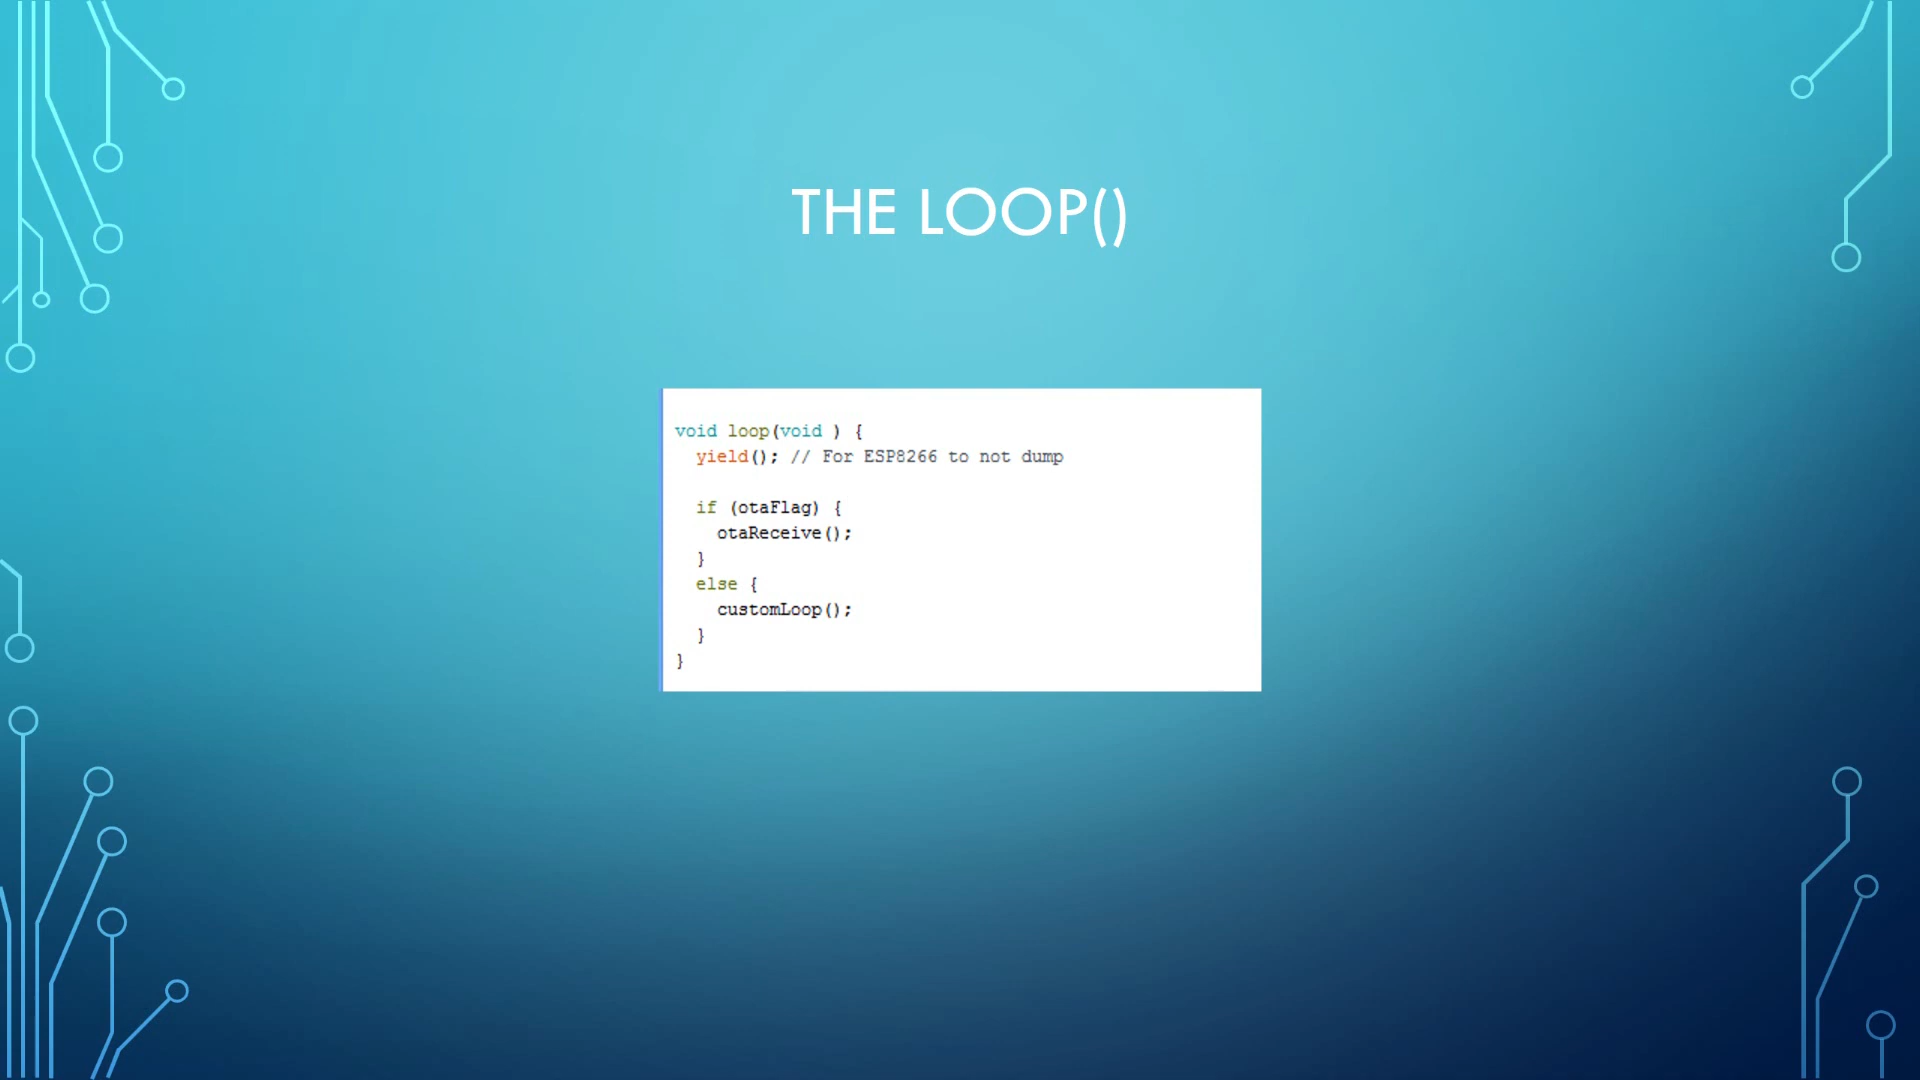 THE LOOP()
void loop(void ) {
  yield(); // For ESP8266 to not dump
  if (otaFlag) {
    otaReceive();
  }
  else {
    customLoop();
  }
}